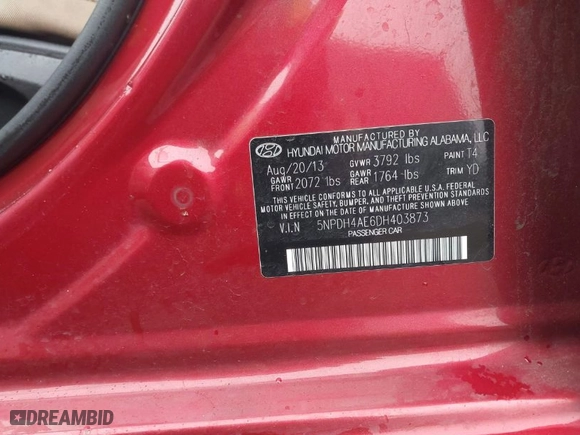 MANUFACTURED BY
HYUNDAI MOTOR MANUFACTURING ALABAMA, LLC
Aug/20/13 GVWR 3792 lbs PAINT T4
GAWR FRONT 2072 lbs GAWR REAR 1764 lbs TRIM YD
THIS VEHICLE CONFORMS TO ALL APPLICABLE U.S.A. FEDERAL
MOTOR VEHICLE SAFETY, BUMPER, AND THEFT PREVENTION STANDARDS
IN EFFECT ON THE DATE OF MANUFACTURE SHOWN ABOVE.
V.I.N 5NPDH4AE6DH403873
PASSENGER CAR
DREAMBID